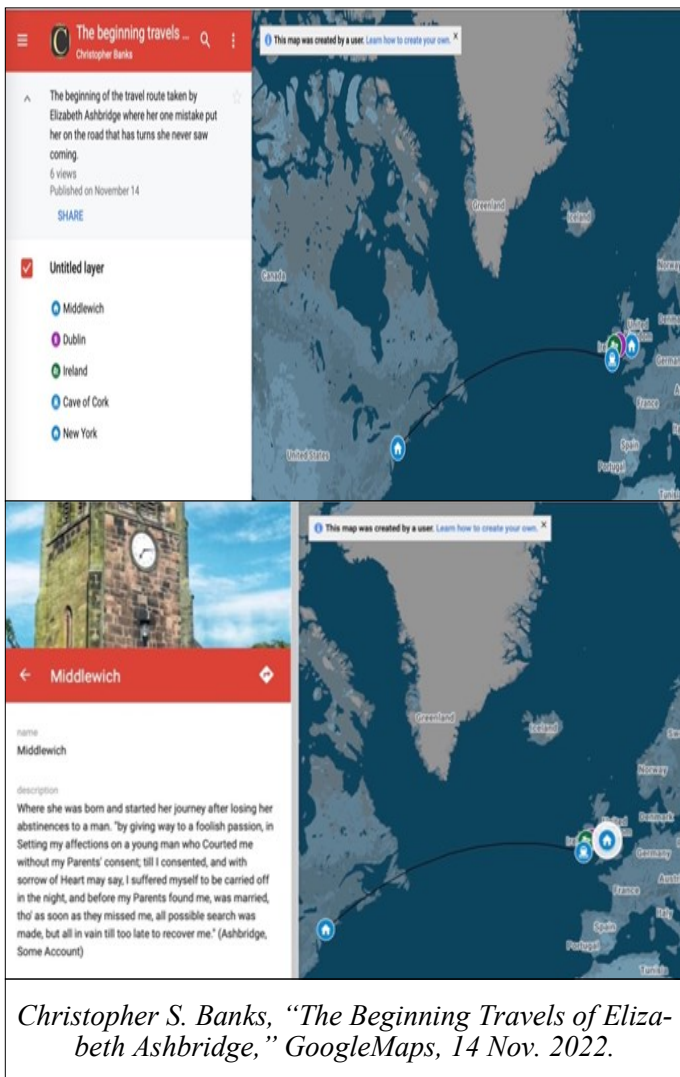 The beginning travels ...
Christopher Banks
This map was created by a user. Learn how to create your own.
The beginning of the travel route taken by
Elizabeth Ashbridge where her one mistake put
her on the road that has turns she never saw
coming.
6 views
Published on November 14
SHARE
Untitled layer
Middlewich
Dublin
Ireland
Cave of Cork
New York
Greenland
Iceland
Norway
Canada
United
Kingdom
Denm
Germa
France
Spain
Portugal
Tunis
United States
This map was created by a user. Learn how to create your own.
Middlewich
name
Middlewich
description
Where she was born and started her journey after losing her
abstinences to a man. "by giving way to a foolish passion, in
Setting my affections on a young man who Courted me
without my Parents' consent; till I consented, and with
sorrow of Heart may say, I suffered myself to be carried off
in the night, and before my Parents found me, was married,
tho' as soon as they missed me, all possible search was
made, but all in vain till too late to recover me." (Ashbridge,
Some Account)
Greenland
Iceland
Norway
United
Denmark
Germany
France
Austri
Italy
Spain
Portugal
Tunisia
Christopher S. Banks, “The Beginning Travels of Eliza-
beth Ashbridge,” GoogleMaps, 14 Nov. 2022.